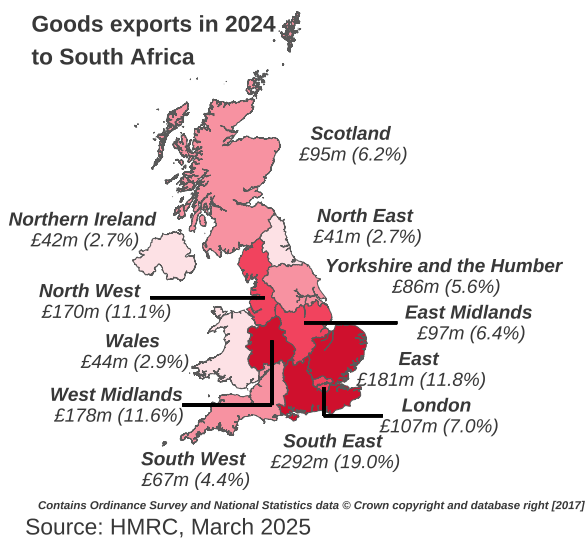 Goods exports in 2024
to South Africa
Scotland
£95m (6.2%)
Northern Ireland
£42m (2.7%)
North East
£41m (2.7%)
Yorkshire and the Humber
£86m (5.6%)
North West
£170m (11.1%)
East Midlands
£97m (6.4%)
Wales
£44m (2.9%)
East
£181m (11.8%)
West Midlands
£178m (11.6%)
London
£107m (7.0%)
South East
£292m (19.0%)
South West
£67m (4.4%)
Contains Ordinance Survey and National Statistics data © Crown copyright and database right [2017]
Source: HMRC, March 2025